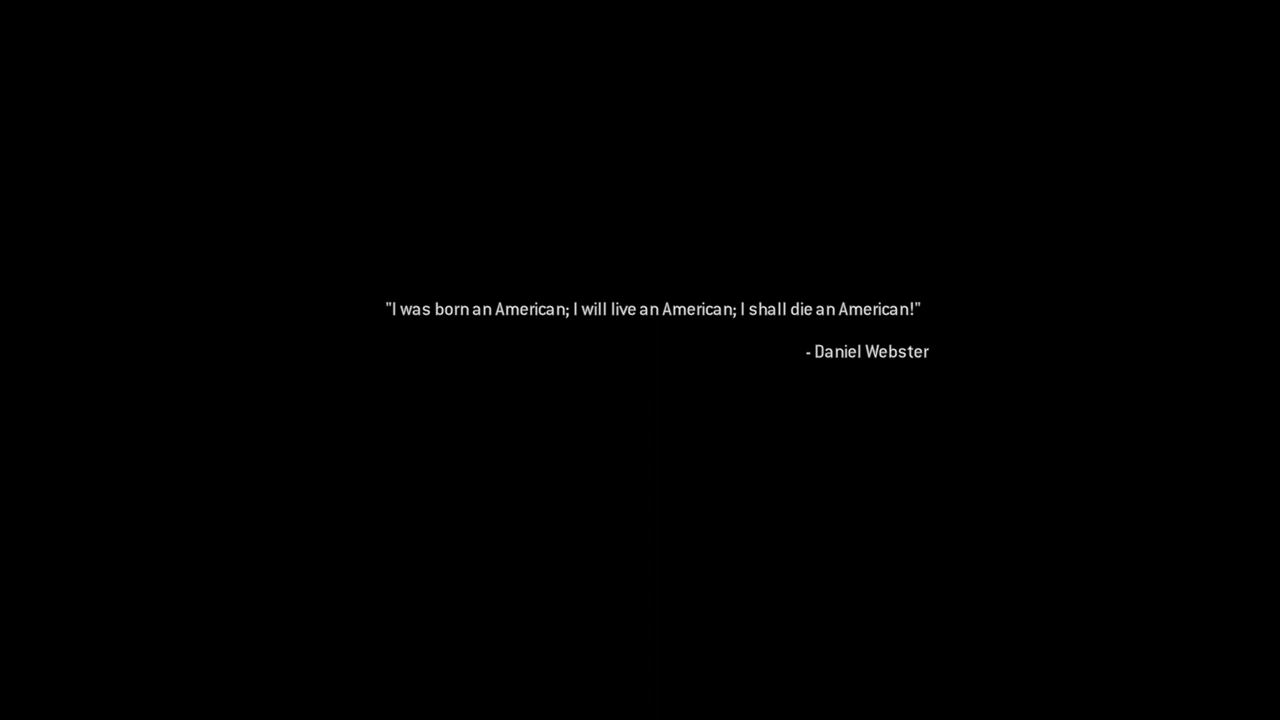 "I was born an American; I will live an American; I shall die an American!"
- Daniel Webster